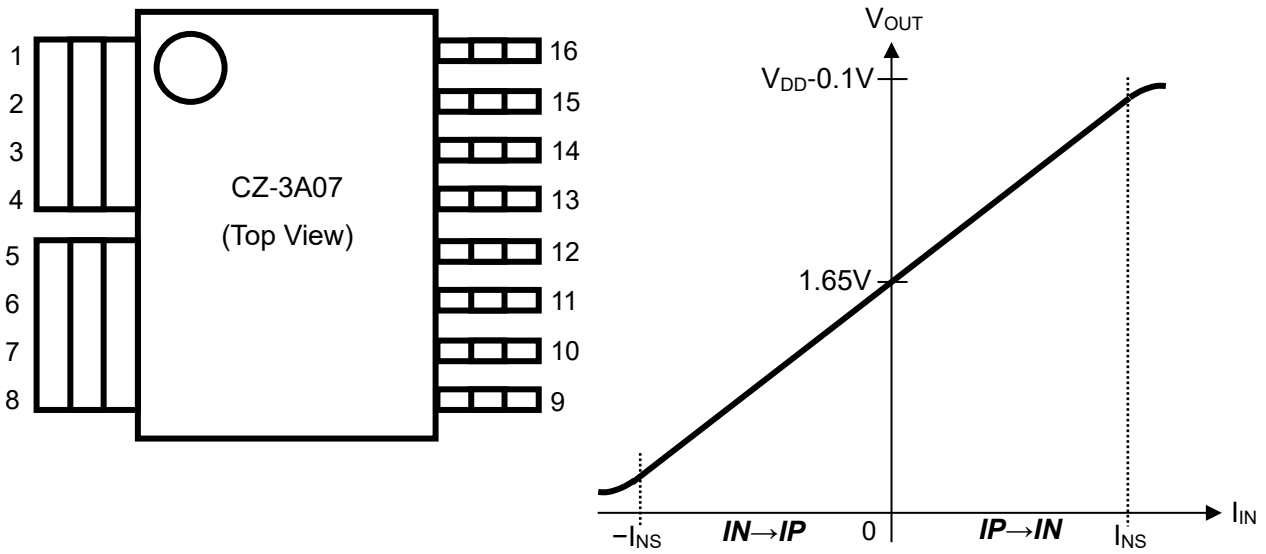 1
2
3
4
5
6
7
8
CZ-3A07
(Top View)
16
15
14
13
12
11
10
9
VOUT
VDD-0.1V
1.65V
−INS
IN→IP
0
IP→IN
INS
IIN